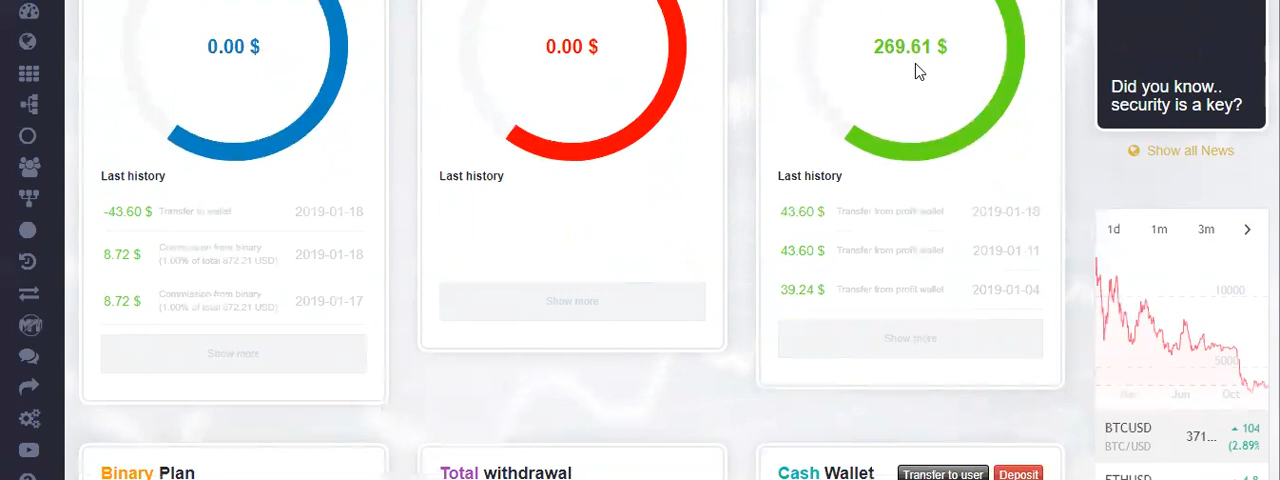 0.00 $
Last history
-43.60 $ Transfer to wallet 2019-01-18
8.72 $ Commission from binary (1.00% of total 872.21 USD) 2019-01-18
8.72 $ Commission from binary (1.00% of total 872.21 USD) 2019-01-17
Show more
0.00 $
Last history
Show more
269.61 $
Last history
43.60 $ Transfer from profit wallet 2019-01-18
43.60 $ Transfer from profit wallet 2019-01-11
39.24 $ Transfer from profit wallet 2019-01-04
Show more
Binary Plan
Total withdrawal
Cash Wallet Transfer to user Deposit
Did you know..
security is a key?
Show all News
1d 1m 3m
10000
5000
Jun Oct
BTCUSD 371... 104
BTC/USD (2.89%
ETHUSD